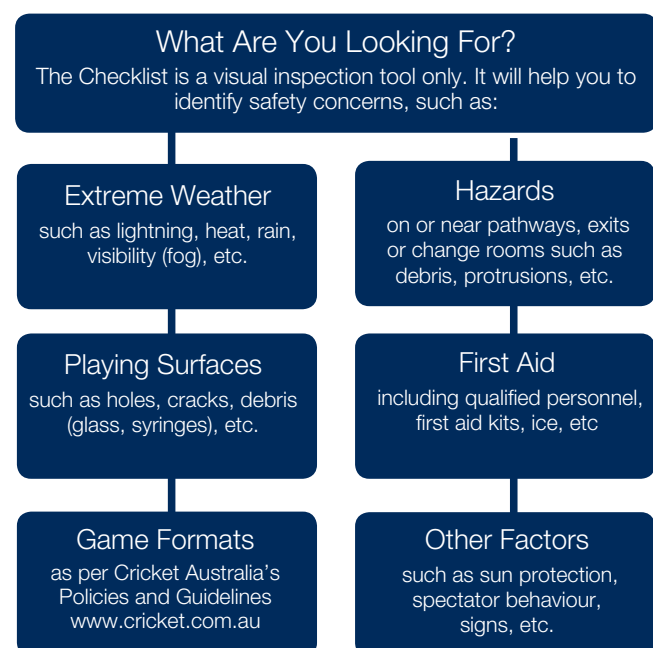 What Are You Looking For?
The Checklist is a visual inspection tool only. It will help you to
identify safety concerns, such as:
Extreme Weather
such as lightning, heat, rain,
visibility (fog), etc.
Hazards
on or near pathways, exits
or change rooms such as
debris, protrusions, etc.
Playing Surfaces
such as holes, cracks, debris
(glass, syringes), etc.
First Aid
including qualified personnel,
first aid kits, ice, etc
Game Formats
as per Cricket Australia's
Policies and Guidelines
www.cricket.com.au
Other Factors
such as sun protection,
spectator behaviour,
signs, etc.